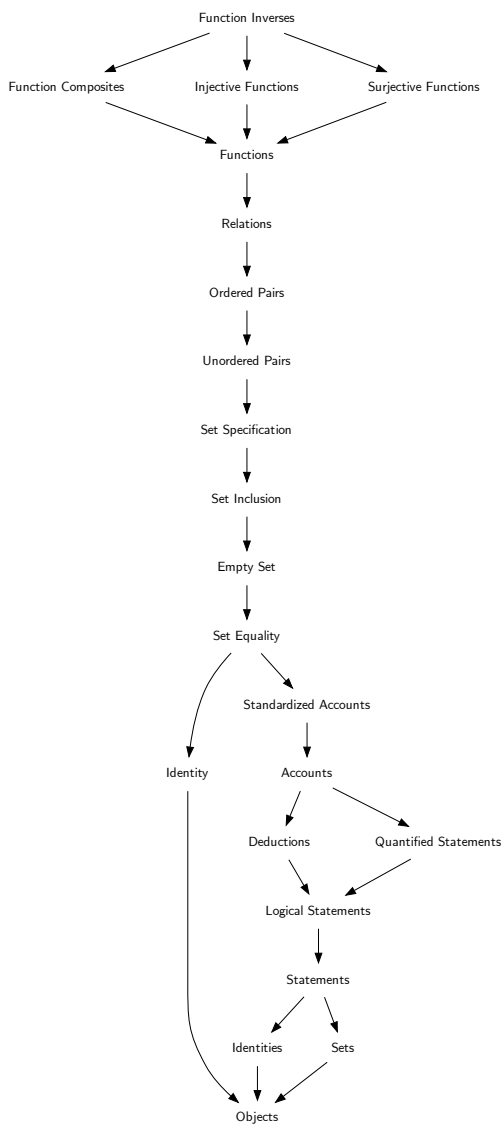 Function Inverses
Function Composites
Injective Functions
Surjective Functions
Functions
Relations
Ordered Pairs
Unordered Pairs
Set Specification
Set Inclusion
Empty Set
Set Equality
Standardized Accounts
Identity
Accounts
Deductions
Quantified Statements
Logical Statements
Statements
Identities
Sets
Objects